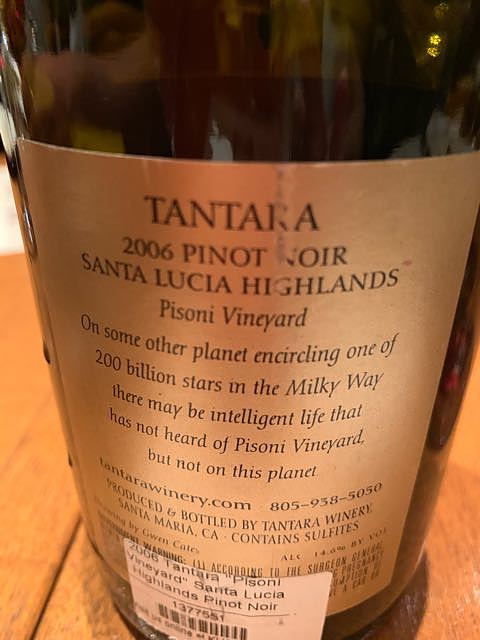 TANTARA
2006 PINOT NOIR
SANTA LUCIA HIGHLANDS
Pisoni Vineyard
On some other planet encircling one of
200 billion stars in the Milky Way
there may be intelligent life that
has not heard of Pisoni Vineyard,
but not on this planet
tantarawinery.com 805-938-5050
PRODUCED & BOTTLED BY TANTARA WINERY
SANTA MARIA, CA · CONTAINS SULFITES
by Gwen Cates
ALC 14.6% BY VOL
WARNING: (1) ACCORDING TO THE SURGEON GENERAL
2006 Tantara "Pisoni
Vineyard" Santa Lucia
Highlands Pinot Noir
1377551